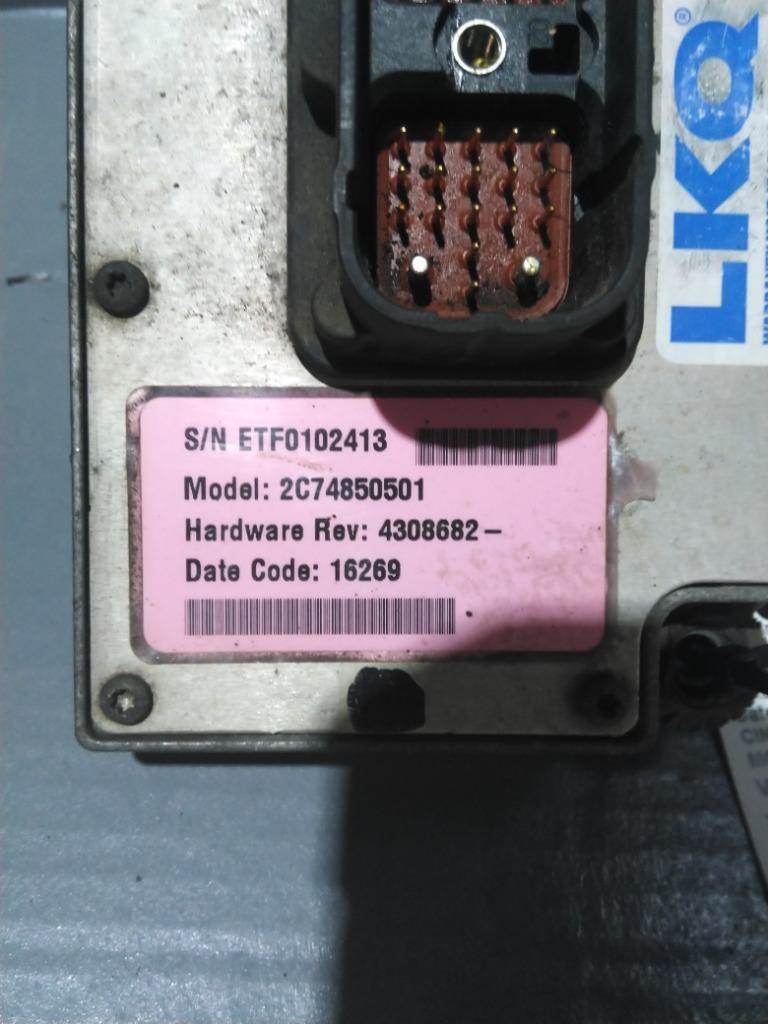 LKQ®
S/N ETF0102413
Model: 2C74850501
Hardware Rev: 4308682–
Date Code: 16269